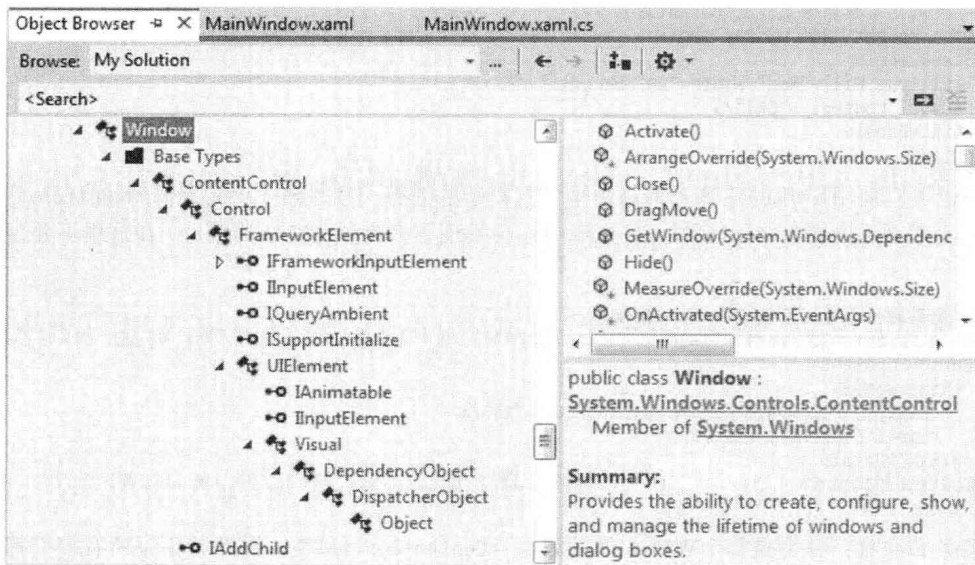 Object Browser
MainWindow.xaml
MainWindow.xaml.cs
Browse: My Solution
...
<Search>
Window
Base Types
ContentControl
Control
FrameworkElement
IFrameworkInputElement
IInputElement
IQueryAmbient
ISupportInitialize
UIElement
IAnimatable
IInputElement
Visual
DependencyObject
DispatcherObject
Object
IAddChild
Activate()
ArrangeOverride(System.Windows.Size)
Close()
DragMove()
GetWindow(System.Windows.Dependenc
Hide()
MeasureOverride(System.Windows.Size)
OnActivated(System.EventArgs)
public class Window :
System.Windows.Controls.ContentControl
Member of System.Windows
Summary:
Provides the ability to create, configure, show,
and manage the lifetime of windows and
dialog boxes.